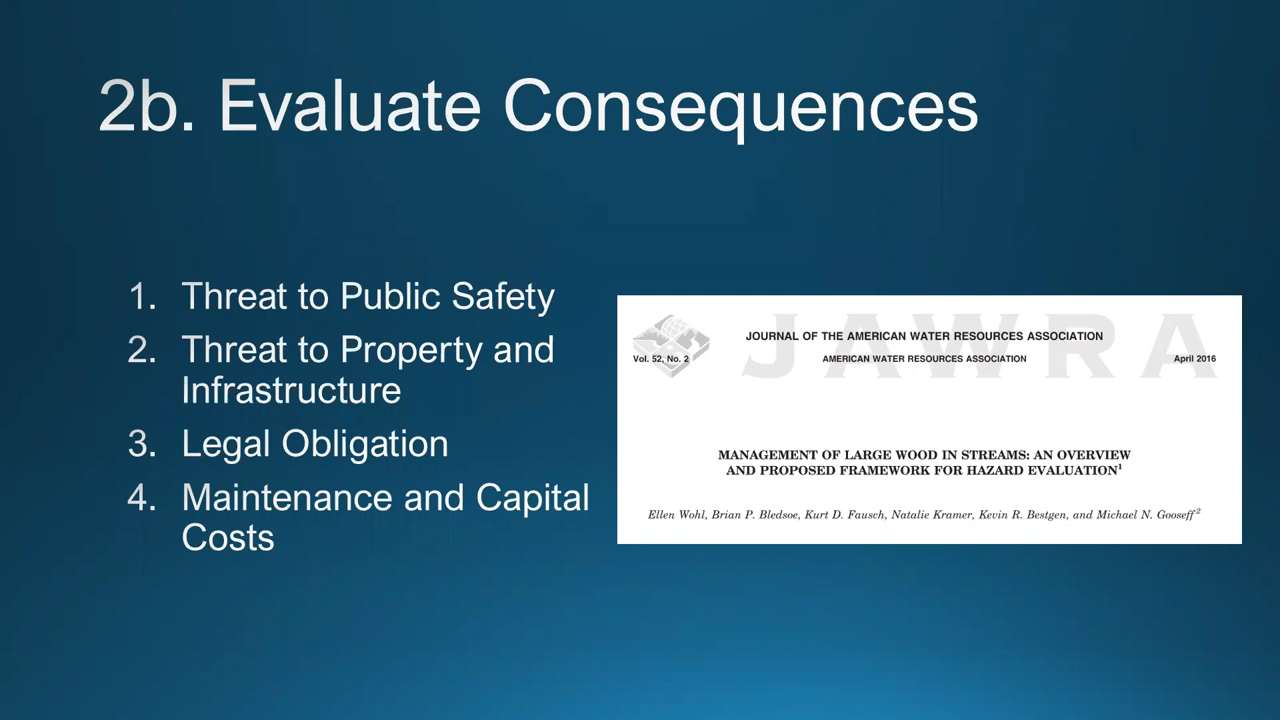 2b. Evaluate Consequences
1. Threat to Public Safety
2. Threat to Property and
Infrastructure
3. Legal Obligation
4. Maintenance and Capital
Costs
JAWRA
JOURNAL OF THE AMERICAN WATER RESOURCES ASSOCIATION
Vol. 52, No. 2 AMERICAN WATER RESOURCES ASSOCIATION April 2016
MANAGEMENT OF LARGE WOOD IN STREAMS: AN OVERVIEW
AND PROPOSED FRAMEWORK FOR HAZARD EVALUATION¹
Ellen Wohl, Brian P. Bledsoe, Kurt D. Fausch, Natalie Kramer, Kevin R. Bestgen, and Michael N. Gooseff²